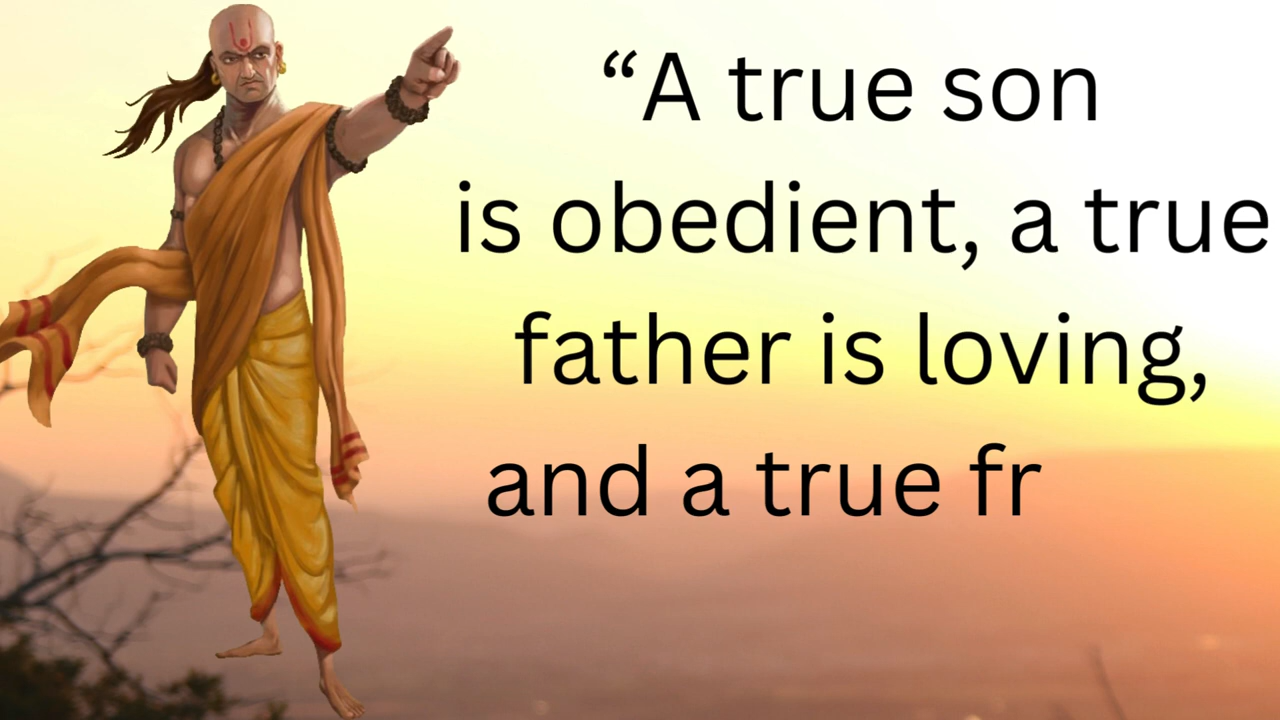 “A true son
is obedient, a true
father is loving,
and a true fr